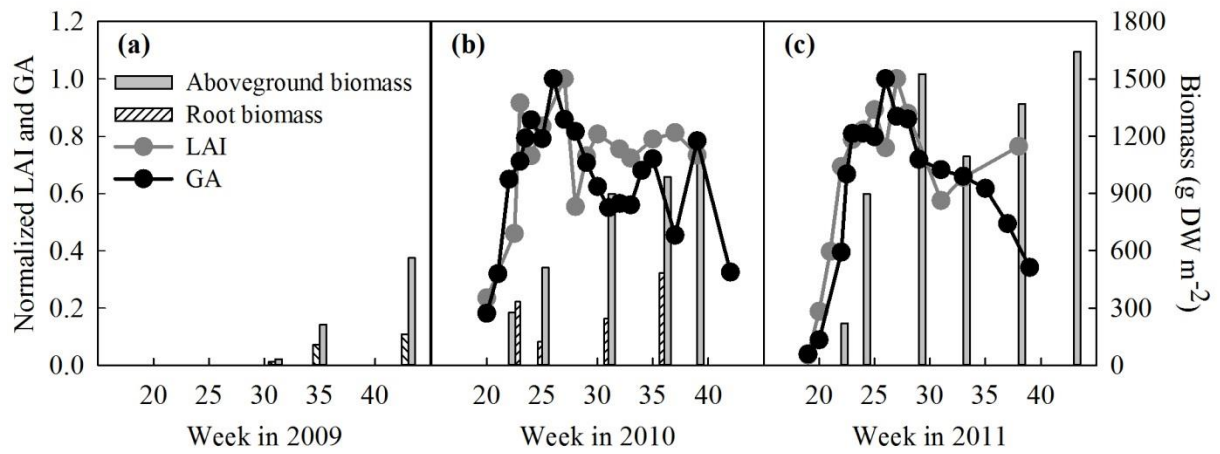 Normalized LAI and GA
1.2
1.0
0.8
0.6
0.4
0.2
0.0
(a)
Aboveground biomass
Root biomass
LAI
GA
(b)
(c)
1800
1500
1200
900
600
300
0
Biomass (g DW m-2)
20 25 30 35 40
20 25 30 35 40
20 25 30 35 40
Week in 2009
Week in 2010
Week in 2011